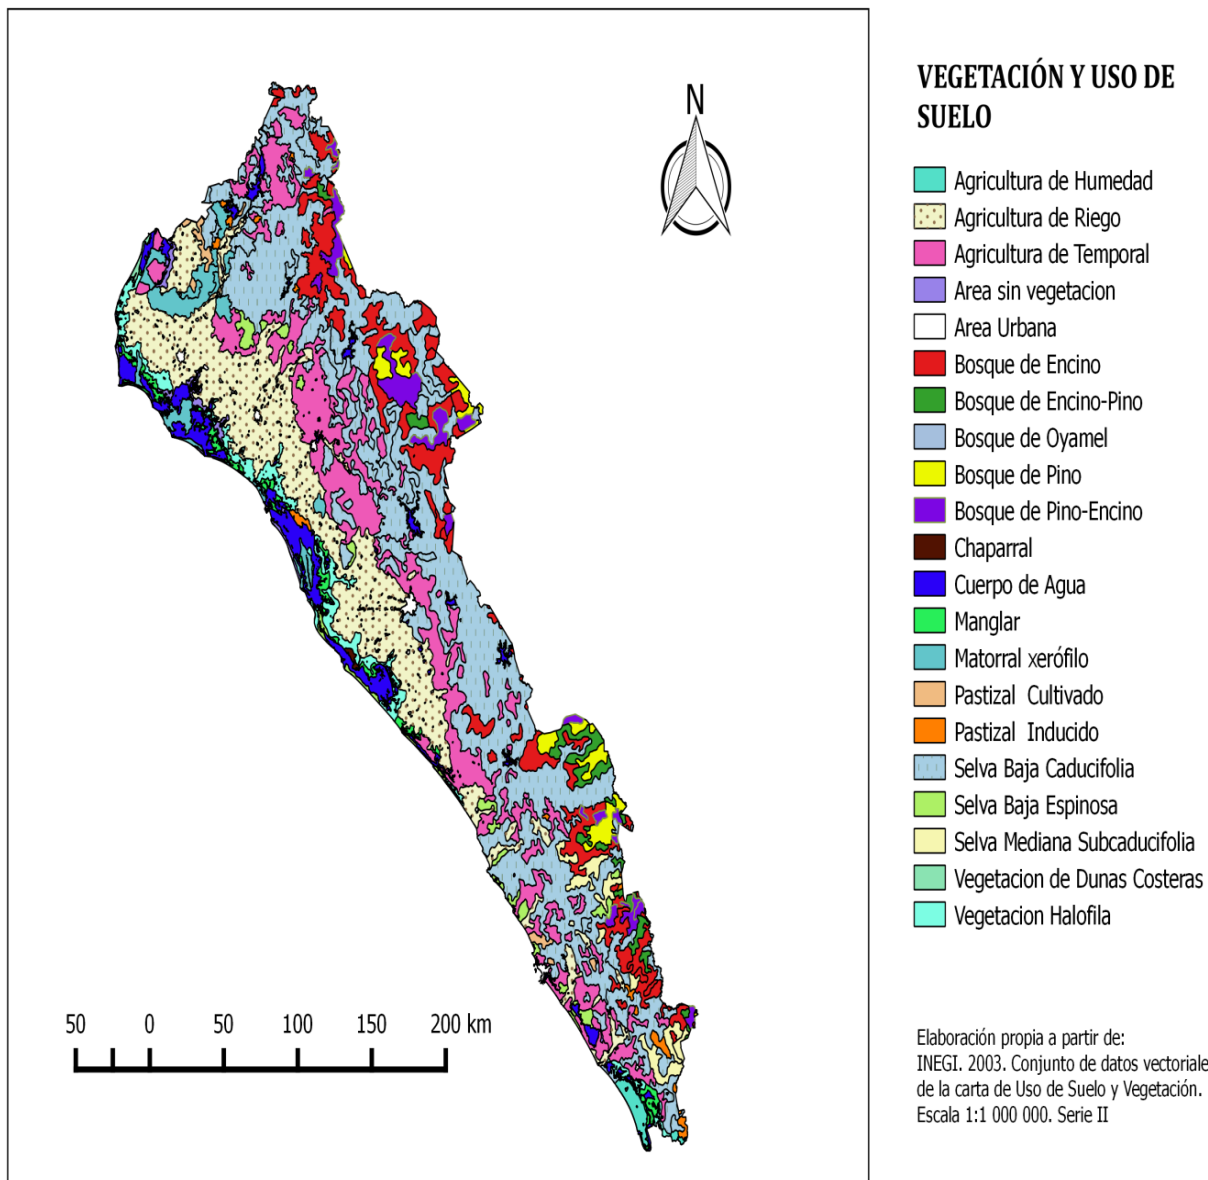 N
VEGETACIÓN Y USO DE
SUELO
Agricultura de Humedad
Agricultura de Riego
Agricultura de Temporal
Area sin vegetacion
Area Urbana
Bosque de Encino
Bosque de Encino-Pino
Bosque de Oyamel
Bosque de Pino
Bosque de Pino-Encino
Chaparral
Cuerpo de Agua
Manglar
Matorral xerófilo
Pastizal Cultivado
Pastizal Inducido
Selva Baja Caducifolia
Selva Baja Espinosa
Selva Mediana Subcaducifolia
Vegetacion de Dunas Costeras
Vegetacion Halofila
50 0 50 100 150 200 km
Elaboración propia a partir de:
INEGI. 2003. Conjunto de datos vectoriale
de la carta de Uso de Suelo y Vegetación.
Escala 1:1 000 000. Serie II